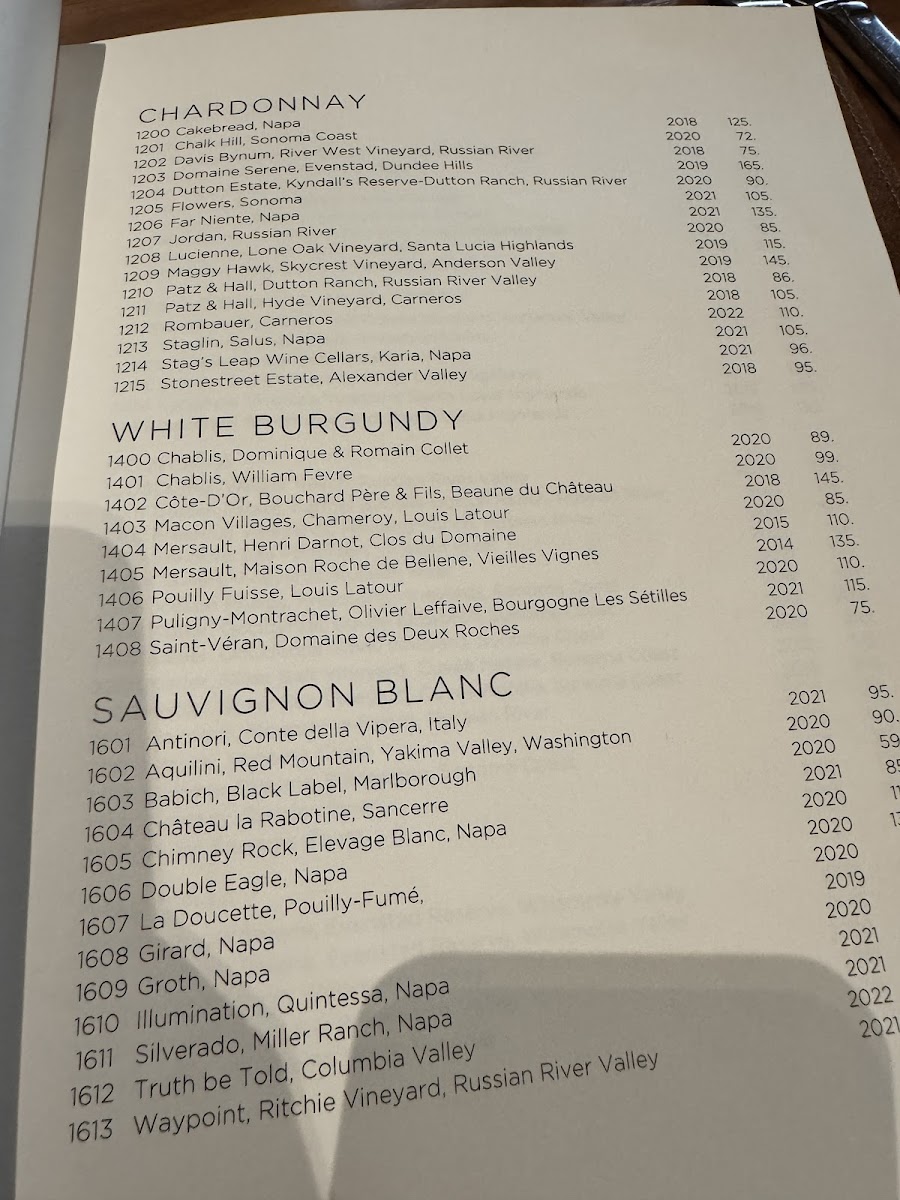 CHARDONNAY
1200 Cakebread, Napa 2018 125.
1201 Chalk Hill, Sonoma Coast 2020 72.
1202 Davis Bynum, River West Vineyard, Russian River 2018 75.
1203 Domaine Serene, Evenstad, Dundee Hills 2019 165.
1204 Dutton Estate, Kyndall's Reserve-Dutton Ranch, Russian River 2020 90.
1205 Flowers, Sonoma 2021 105.
1206 Far Niente, Napa 2021 135.
1207 Jordan, Russian River 2020 85.
1208 Lucienne, Lone Oak Vineyard, Santa Lucia Highlands 2019 115.
1209 Maggy Hawk, Skycrest Vineyard, Anderson Valley 2019 145.
1210 Patz & Hall, Dutton Ranch, Russian River Valley 2018 86.
1211 Patz & Hall, Hyde Vineyard, Carneros 2018 105.
1212 Rombauer, Carneros 2022 110.
1213 Staglin, Salus, Napa 2021 105.
1214 Stag's Leap Wine Cellars, Karia, Napa 2021 96.
1215 Stonestreet Estate, Alexander Valley 2018 95.
WHITE BURGUNDY
1400 Chablis, Dominique & Romain Collet 2020 89.
1401 Chablis, William Fevre 2020 99.
1402 Côte-D'Or, Bouchard Père & Fils, Beaune du Château 2018 145.
1403 Macon Villages, Chameroy, Louis Latour 2020 85.
1404 Mersault, Henri Darnot, Clos du Domaine 2015 110.
1405 Mersault, Maison Roche de Bellene, Vieilles Vignes 2014 135.
1406 Pouilly Fuisse, Louis Latour 2020 110.
1407 Puligny-Montrachet, Olivier Leffaive, Bourgogne Les Sétilles 2021 115.
1408 Saint-Véran, Domaine des Deux Roches 2020 75.
SAUVIGNON BLANC
1601 Antinori, Conte della Vipera, Italy 2021 95.
1602 Aquilini, Red Mountain, Yakima Valley, Washington 2020 90.
1603 Babich, Black Label, Marlborough 2020 59
1604 Château la Rabotine, Sancerre 2021
1605 Chimney Rock, Elevage Blanc, Napa 2020
1606 Double Eagle, Napa 2020
1607 La Doucette, Pouilly-Fumé, 2020
1608 Girard, Napa 2019
1609 Groth, Napa 2020
1610 Illumination, Quintessa, Napa 2021
1611 Silverado, Miller Ranch, Napa 2021
1612 Truth be Told, Columbia Valley 2022
1613 Waypoint, Ritchie Vineyard, Russian River Valley 2021